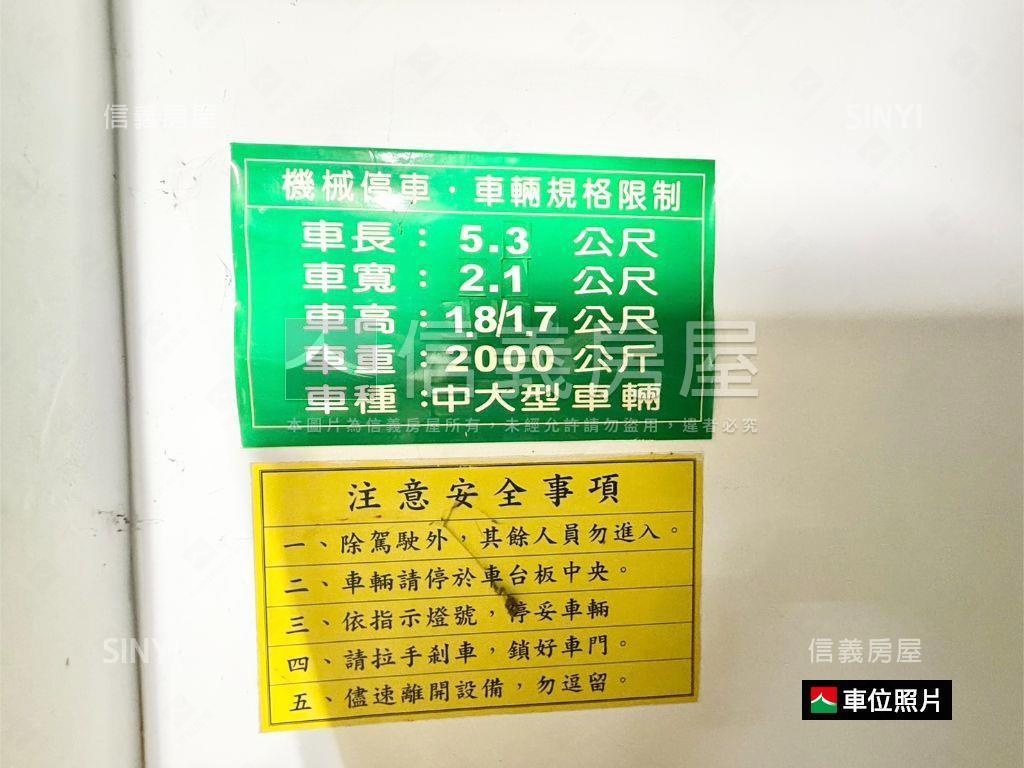 信義房屋
SINYI
機械停車·車輛規格限制
車長：5.3 公尺
車寬：2.1 公尺
車高：1.8/1.7 公尺
車重：2000 公斤
車種：中大型車輛
信義房屋
本圖片為信義房屋所有，未經允許請勿盜用，違者必究
注意安全事項
一、除駕駛外，其餘人員勿進入。
二、車輛請停於車台板中央。
三、依指示燈號，停妥車輛
四、請拉手剎車，鎖好車門。
五、儘速離開設備，勿逗留。
SINYI
信義房屋
車位照片